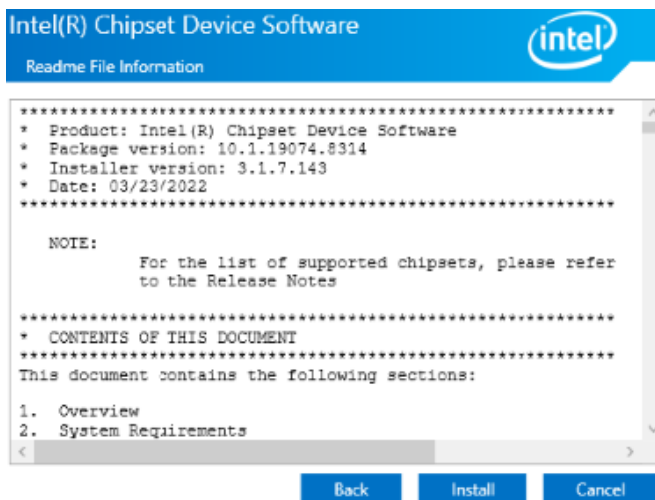 Intel(R) Chipset Device Software
intel
Readme File Information
************************************************************
* Product: Intel(R) Chipset Device Software
* Package version: 10.1.19074.8314
* Installer version: 3.1.7.143
* Date: 03/23/2022
************************************************************
NOTE:
For the list of supported chipsets, please refer
to the Release Notes
************************************************************
* CONTENTS OF THIS DOCUMENT
************************************************************
This document contains the following sections:
1. Overview
2. System Requirements
Back Install Cancel